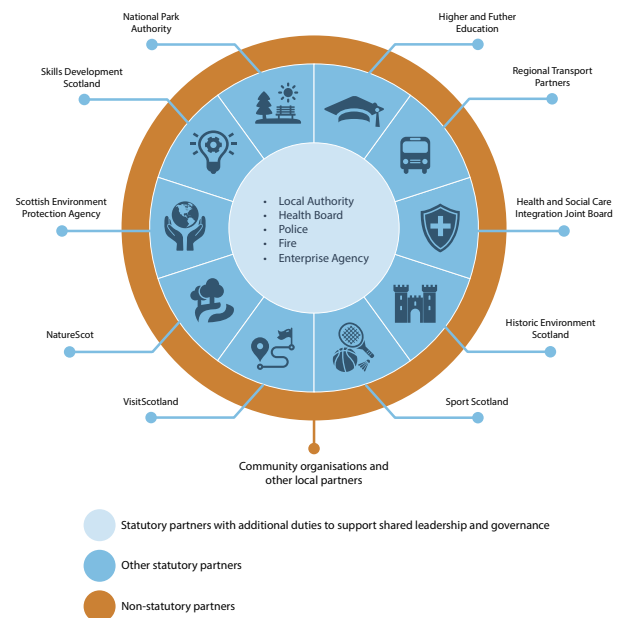 National Park
Authority
Higher and Futher
Education
Skills Development
Scotland
Regional Transport
Partners
Scottish Environment
Protection Agency
• Local Authority
• Health Board
• Police
• Fire
• Enterprise Agency
Health and Social Care
Integration Joint Board
NatureScot
Historic Environment
Scotland
VisitScotland
Sport Scotland
Community organisations and
other local partners
Statutory partners with additional duties to support shared leadership and governance
Other statutory partners
Non-statutory partners